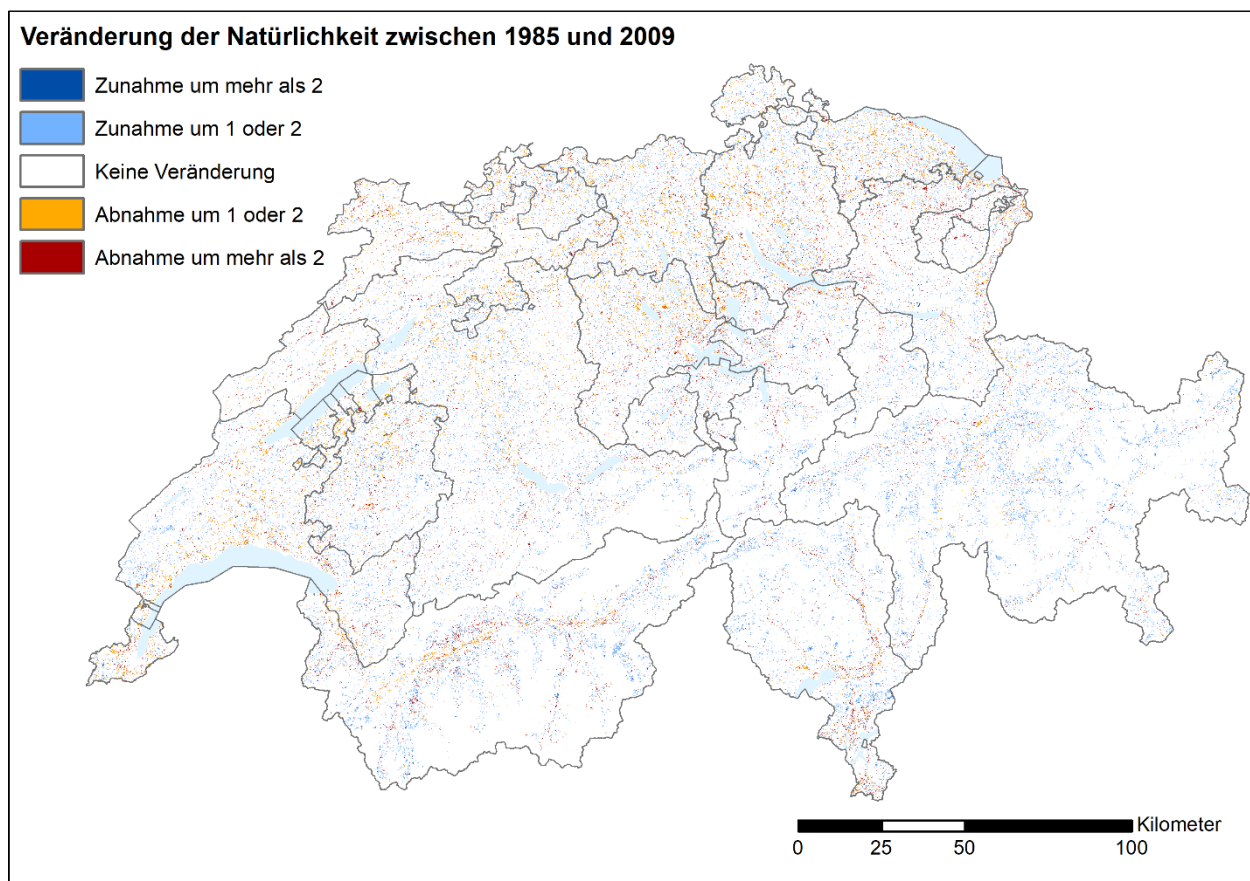 Veränderung der Natürlichkeit zwischen 1985 und 2009
Zunahme um mehr als 2
Zunahme um 1 oder 2
Keine Veränderung
Abnahme um 1 oder 2
Abnahme um mehr als 2
Kilometer
0 25 50 100